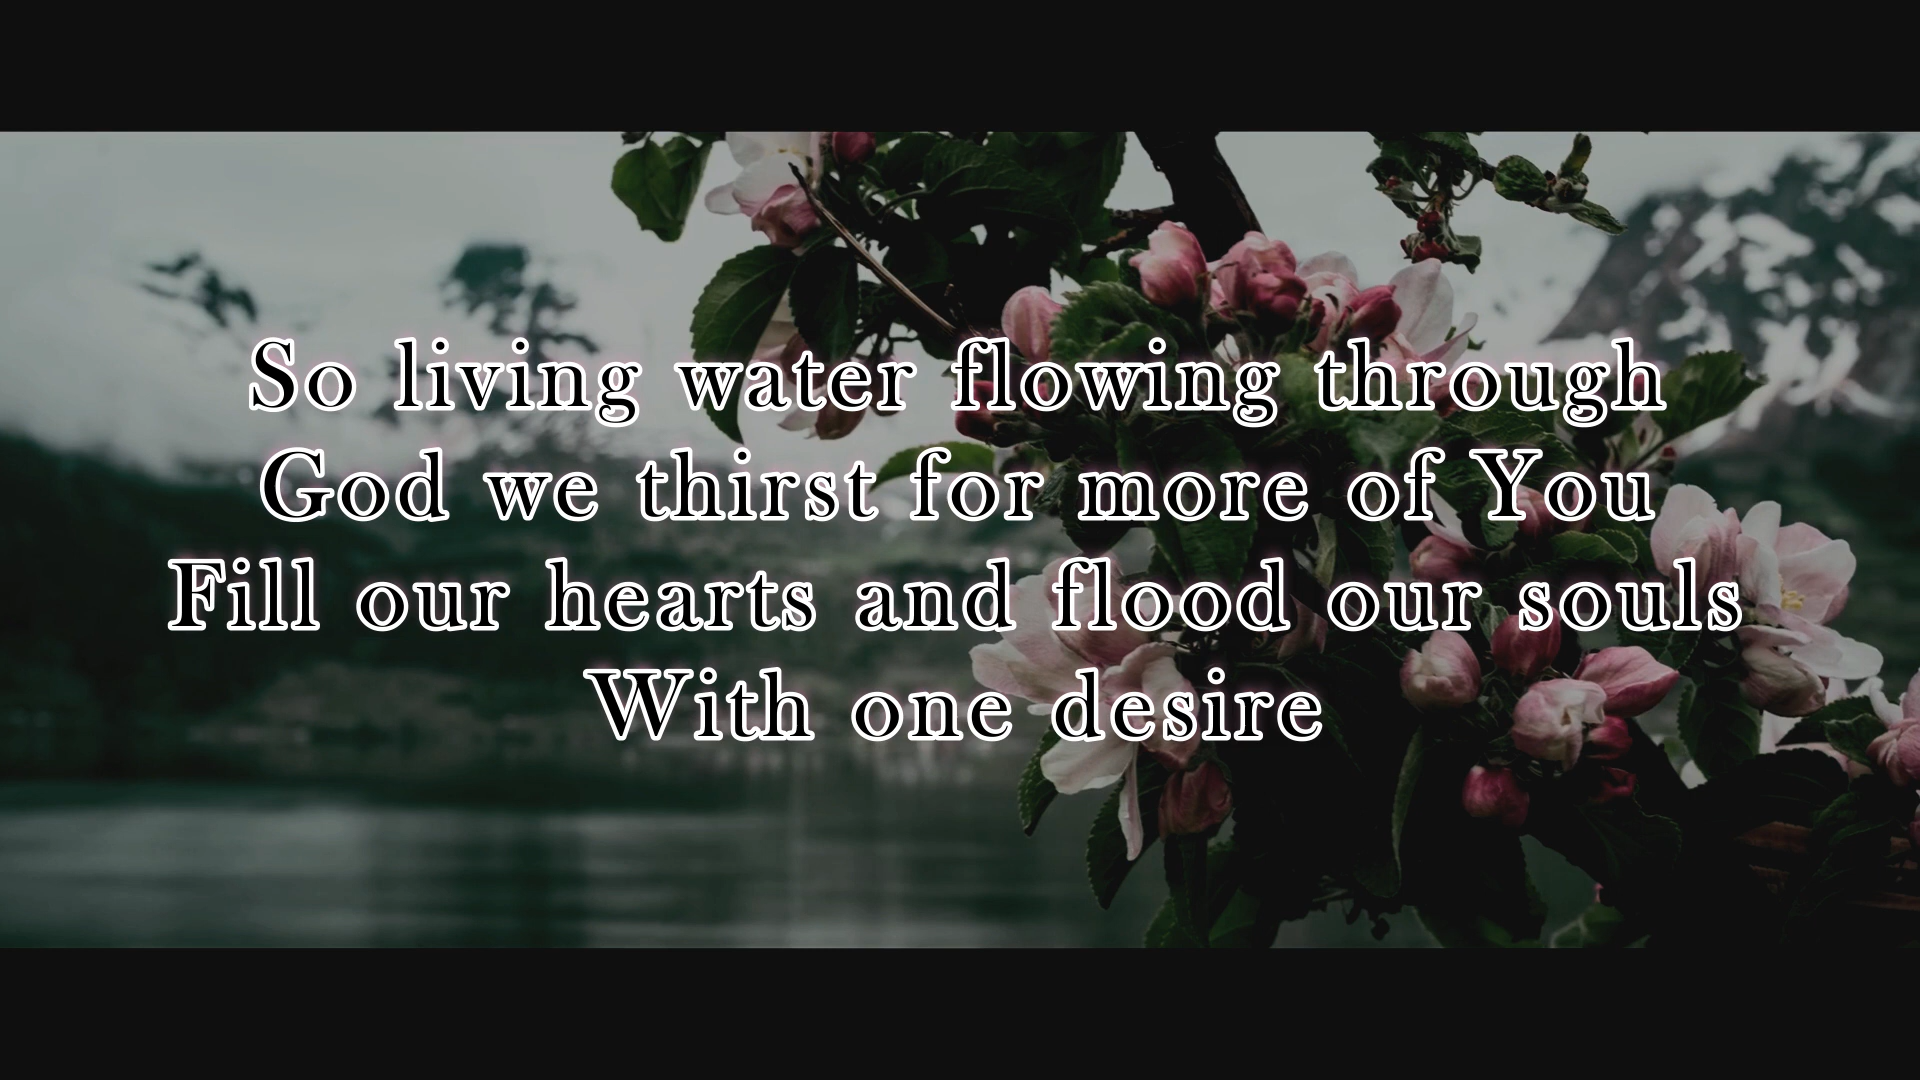 So living water flowing through
God we thirst for more of You
Fill our hearts and flood our souls
With one desire